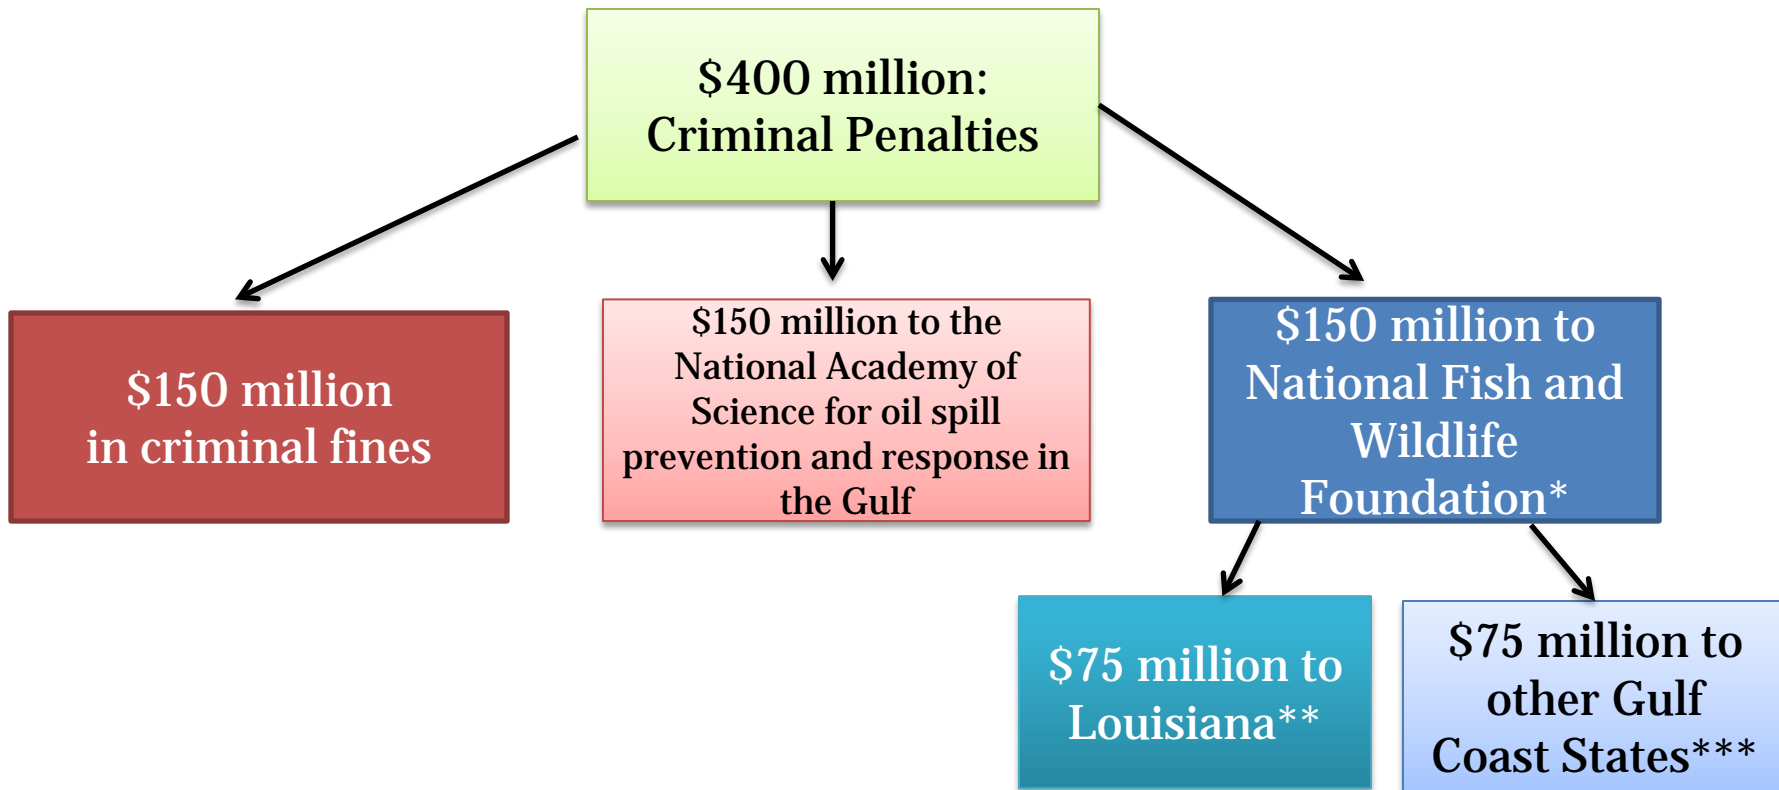 $400 million:
Criminal Penalties
$150 million
in criminal fines
$150 million to the
National Academy of
Science for oil spill
prevention and response in
the Gulf
$150 million to
National Fish and
Wildlife
Foundation*
$75 million to
Louisiana**
$75 million to
other Gulf
Coast States***